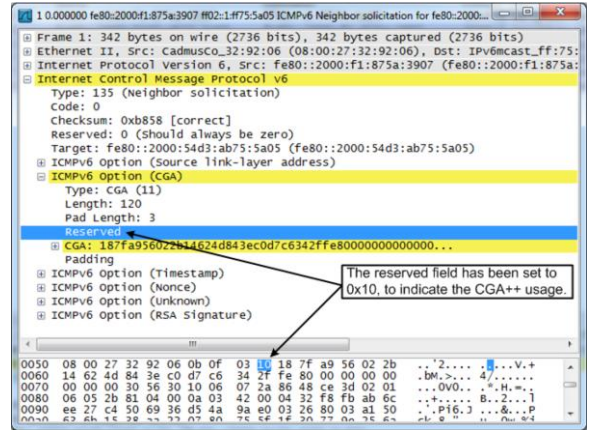 1 0.000000 fe80::2000:f1:875a:3907 ff02::1:ff75:5a05 ICMPv6 Neighbor solicitation for fe80::2000:...
Frame 1: 342 bytes on wire (2736 bits), 342 bytes captured (2736 bits)
Ethernet II, Src: CadmusCo_32:92:06 (08:00:27:32:92:06), Dst: IPv6mcast_ff:75:
Internet Protocol Version 6, Src: fe80::2000:f1:875a:3907 (fe80::2000:f1:875a:
Internet Control Message Protocol v6
Type: 135 (Neighbor solicitation)
Code: 0
Checksum: 0xb858 [correct]
Reserved: 0 (Should always be zero)
Target: fe80::2000:54d3:ab75:5a05 (fe80::2000:54d3:ab75:5a05)
ICMPv6 Option (Source link-layer address)
ICMPv6 Option (CGA)
Type: CGA (11)
Length: 120
Pad Length: 3
Reserved
CGA: 187fa956022b14624d843ec0d7c6342ffe80000000000000...
Padding
ICMPv6 Option (Timestamp)
ICMPv6 Option (Nonce)
ICMPv6 Option (Unknown)
ICMPv6 Option (RSA Signature)
The reserved field has been set to
0x10, to indicate the CGA++ usage.
0050 08 00 27 32 92 06 0b 0f 03 10 18 7f a9 56 02 2b ..'2..... .....V.+
0060 14 62 4d 84 3e c0 d7 c6 34 2f fe 80 00 00 00 00 .bM.>... 4/......
0070 00 00 00 30 56 30 10 06 07 2a 86 48 ce 3d 02 01 ...0V0.. .*.H.=..
0080 06 05 2b 81 04 00 0a 03 42 00 04 32 f8 fb ab 6c ..+..... B..2...l
0090 ee 27 c4 50 69 36 d5 4a 9a e0 03 26 80 03 a1 50 .'.Pi6.J ...&...P